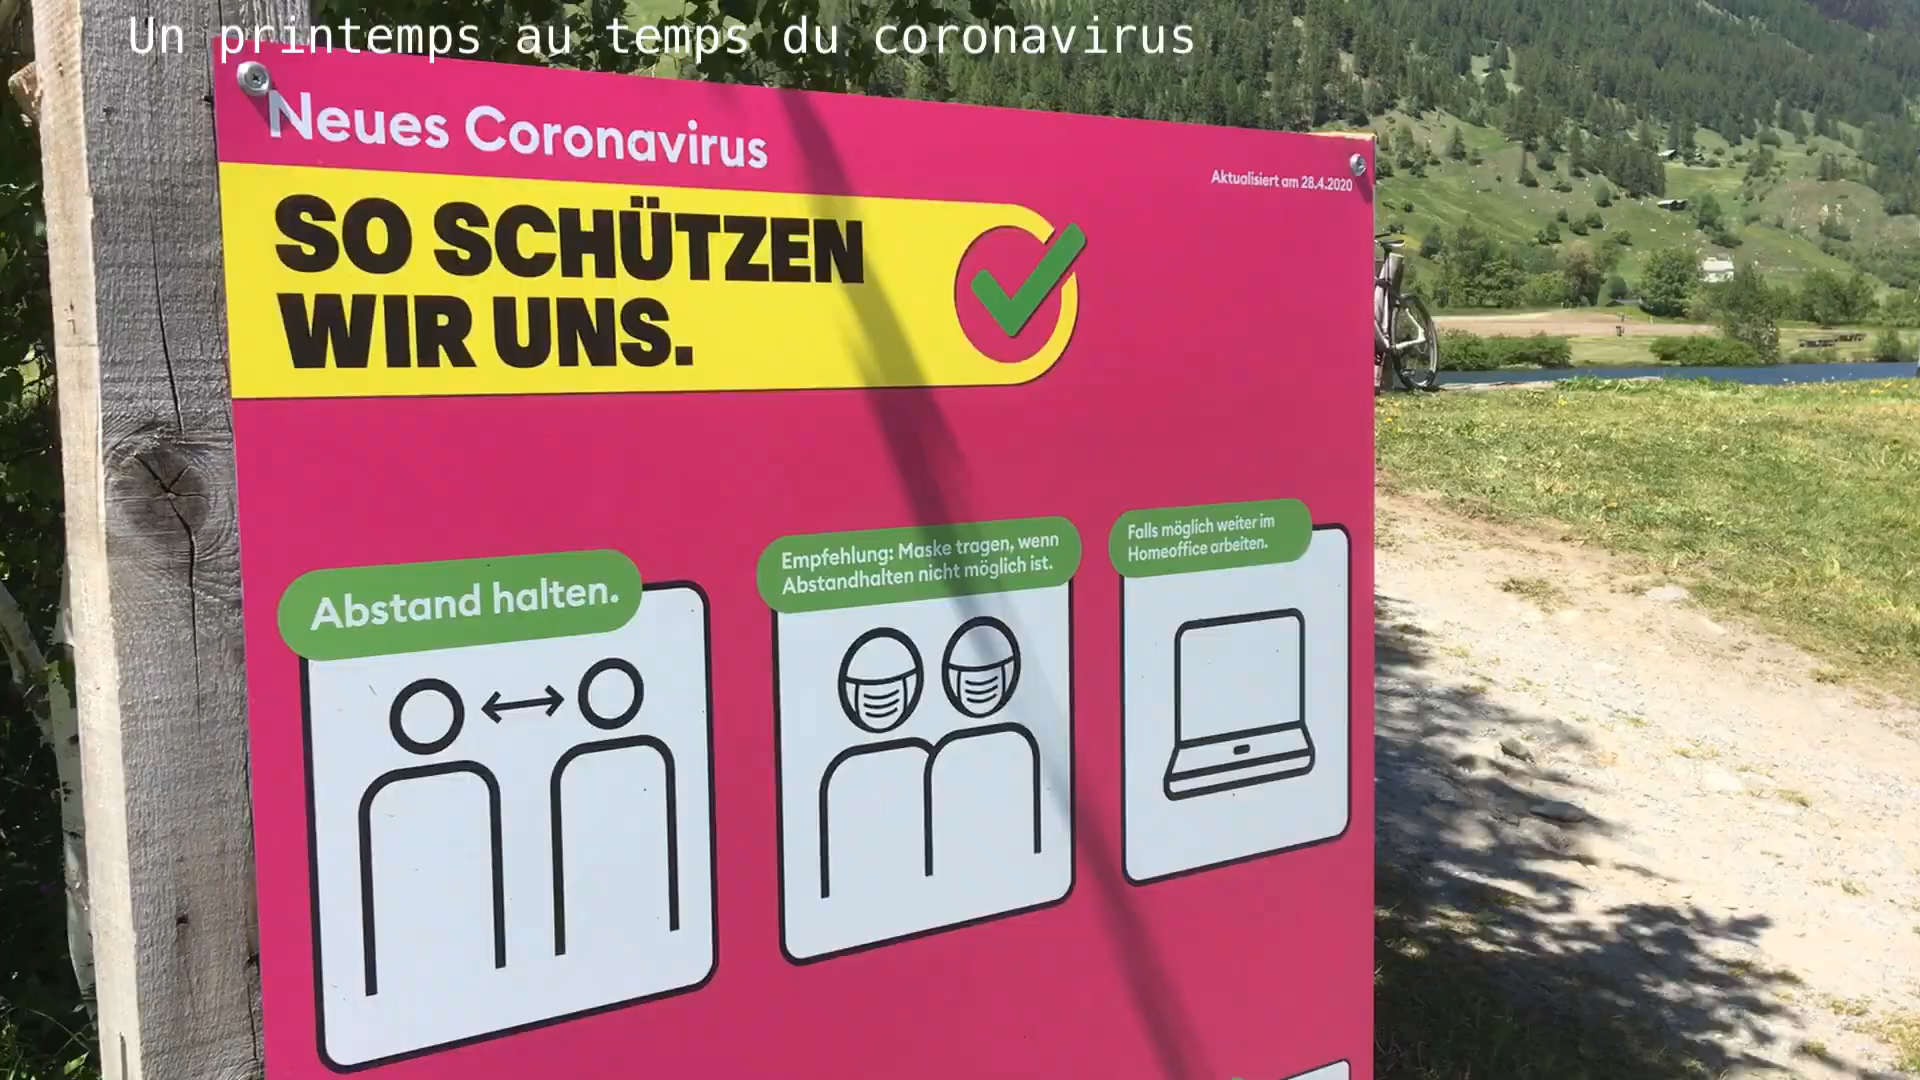 Un printemps au temps du coronavirus
Neues Coronavirus
Aktualisiert am 28.4.2020
SO SCHÜTZEN
WIR UNS.
Abstand halten.
Empfehlung: Maske tragen, wenn
Abstandhalten nicht möglich ist.
Falls möglich weiter im
Homeoffice arbeiten.